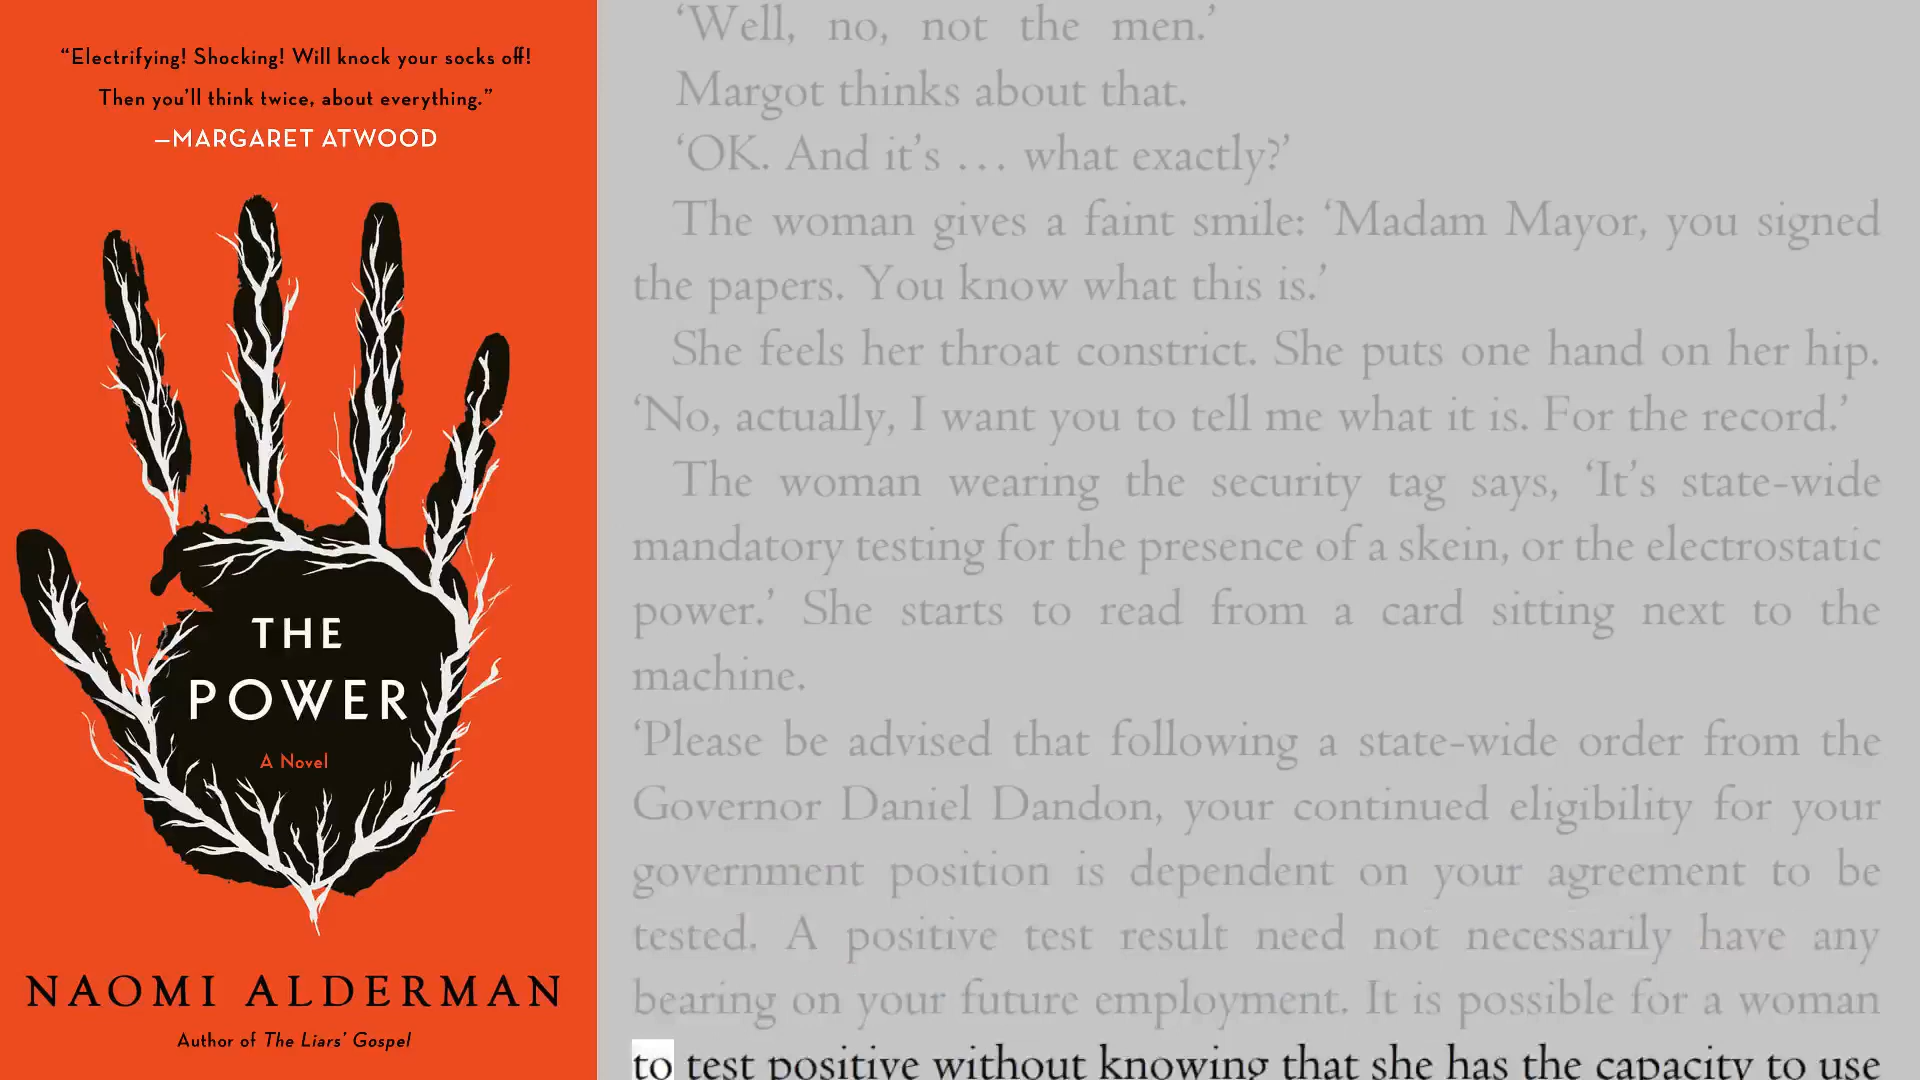 “Electrifying! Shocking! Will knock your socks off!
Then you’ll think twice, about everything.”
—MARGARET ATWOOD
THE
POWER
A Novel
NAOMI ALDERMAN
Author of The Liars’ Gospel
‘Well, no, not the men.’
Margot thinks about that.
‘OK. And it’s … what exactly?’
The woman gives a faint smile: ‘Madam Mayor, you signed
the papers. You know what this is.’
She feels her throat constrict. She puts one hand on her hip.
‘No, actually, I want you to tell me what it is. For the record.’
The woman wearing the security tag says, ‘It’s state-wide
mandatory testing for the presence of a skein, or the electrostatic
power.’ She starts to read from a card sitting next to the
machine.
‘Please be advised that following a state-wide order from the
Governor Daniel Dandon, your continued eligibility for your
government position is dependent on your agreement to be
tested. A positive test result need not necessarily have any
bearing on your future employment. It is possible for a woman
to test positive without knowing that she has the capacity to use